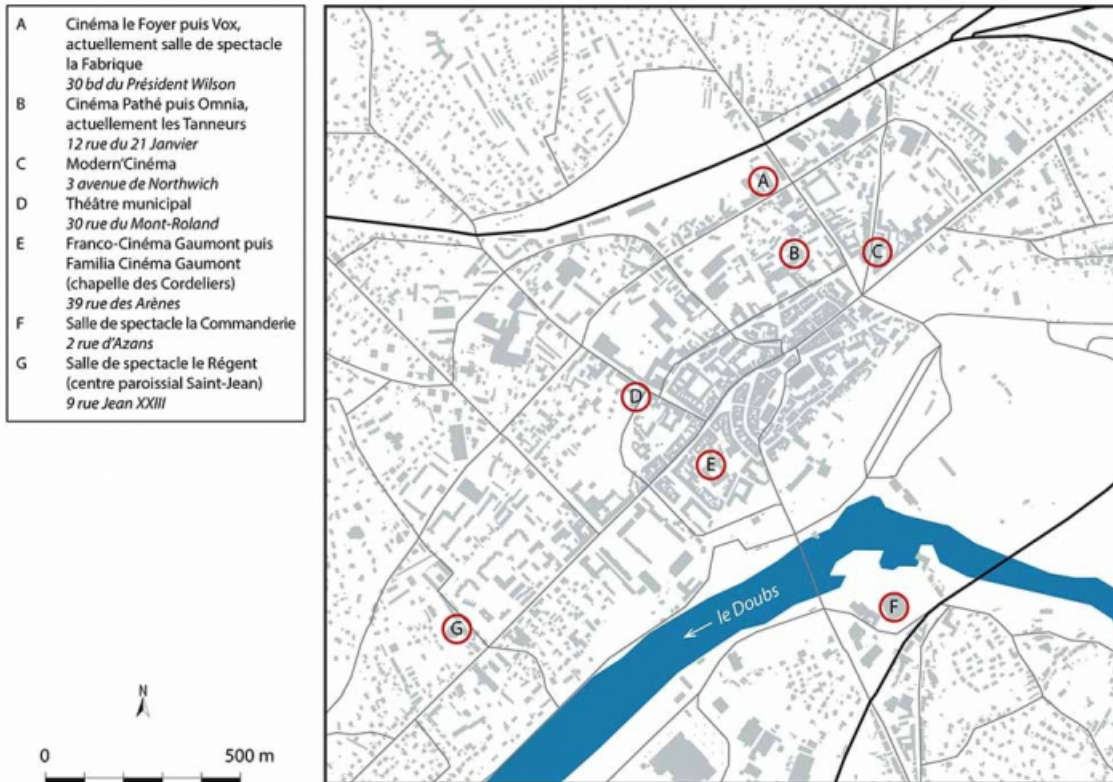 A Cinéma le Foyer puis Vox,
actuellement salle de spectacle
la Fabrique
30 bd du Président Wilson
B Cinéma Pathé puis Omnia,
actuellement les Tanneurs
12 rue du 21 Janvier
C Modern'Cinéma
3 avenue de Northwich
D Théâtre municipal
30 rue du Mont-Roland
E Franco-Cinéma Gaumont puis
Familia Cinéma Gaumont
(chapelle des Cordeliers)
39 rue des Arènes
F Salle de spectacle la Commanderie
2 rue d'Azans
G Salle de spectacle le Régent
(centre paroissial Saint-Jean)
9 rue Jean XXIII
N
0 500 m
A
B
C
D
E
F
G
← le Doubs